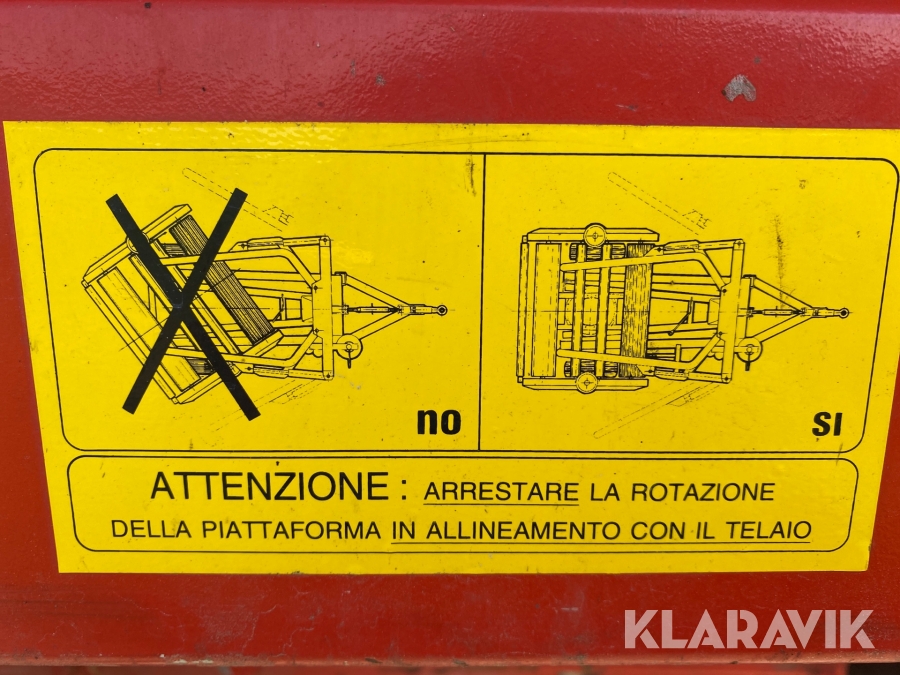 no
SI
ATTENZIONE : ARRESTARE LA ROTAZIONE
DELLA PIATTAFORMA IN ALLINEAMENTO CON IL TELAIO
KLARAVIK